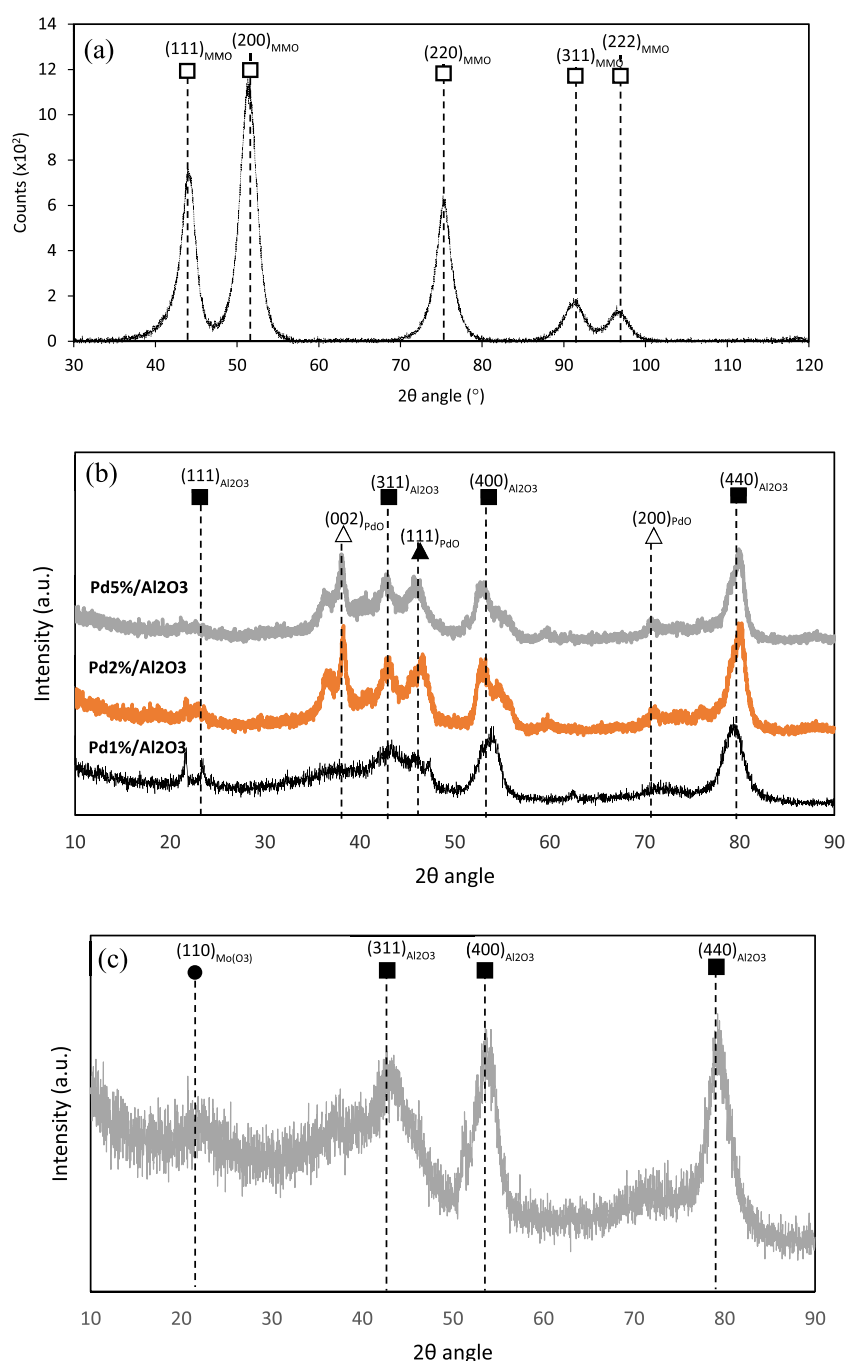 (a)
(111)MMO
(200)MMO
(220)MMO
(311)MMO
(222)MMO
14
12
10
8
6
4
2
0
Counts (x10²)
30 40 50 60 70 80 90 100 110 120
2θ angle (°)
(b)
(111)Al2O3
(002)PdO
(311)Al2O3
(111)PdO
(400)Al2O3
(200)PdO
(440)Al2O3
Pd5%/Al2O3
Pd2%/Al2O3
Pd1%/Al2O3
Intensity (a.u.)
10 20 30 40 50 60 70 80 90
2θ angle
(c)
(110)Mo(O3)
(311)Al2O3
(400)Al2O3
(440)Al2O3
Intensity (a.u.)
10 20 30 40 50 60 70 80 90
2θ angle